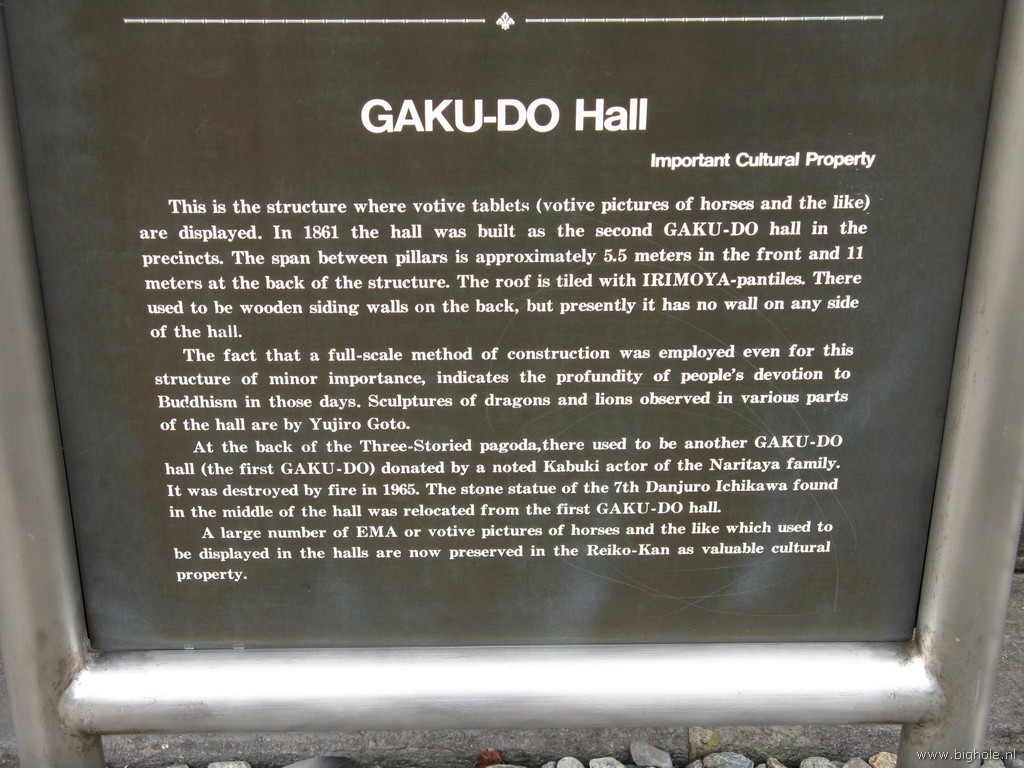 GAKU-DO Hall
Important Cultural Property
This is the structure where votive tablets (votive pictures of horses and the like)
are displayed. In 1861 the hall was built as the second GAKU-DO hall in the
precincts. The span between pillars is approximately 5.5 meters in the front and 11
meters at the back of the structure. The roof is tiled with IRIMOYA-pantiles. There
used to be wooden siding walls on the back, but presently it has no wall on any side
of the hall.
The fact that a full-scale method of construction was employed even for this
structure of minor importance, indicates the profundity of people's devotion to
Buddhism in those days. Sculptures of dragons and lions observed in various parts
of the hall are by Yujiro Goto.
At the back of the Three-Storied pagoda,there used to be another GAKU-DO
hall (the first GAKU-DO) donated by a noted Kabuki actor of the Naritaya family.
It was destroyed by fire in 1965. The stone statue of the 7th Danjuro Ichikawa found
in the middle of the hall was relocated from the first GAKU-DO hall.
A large number of EMA or votive pictures of horses and the like which used to
be displayed in the halls are now preserved in the Reiko-Kan as valuable cultural
property.
www.bighole.nl